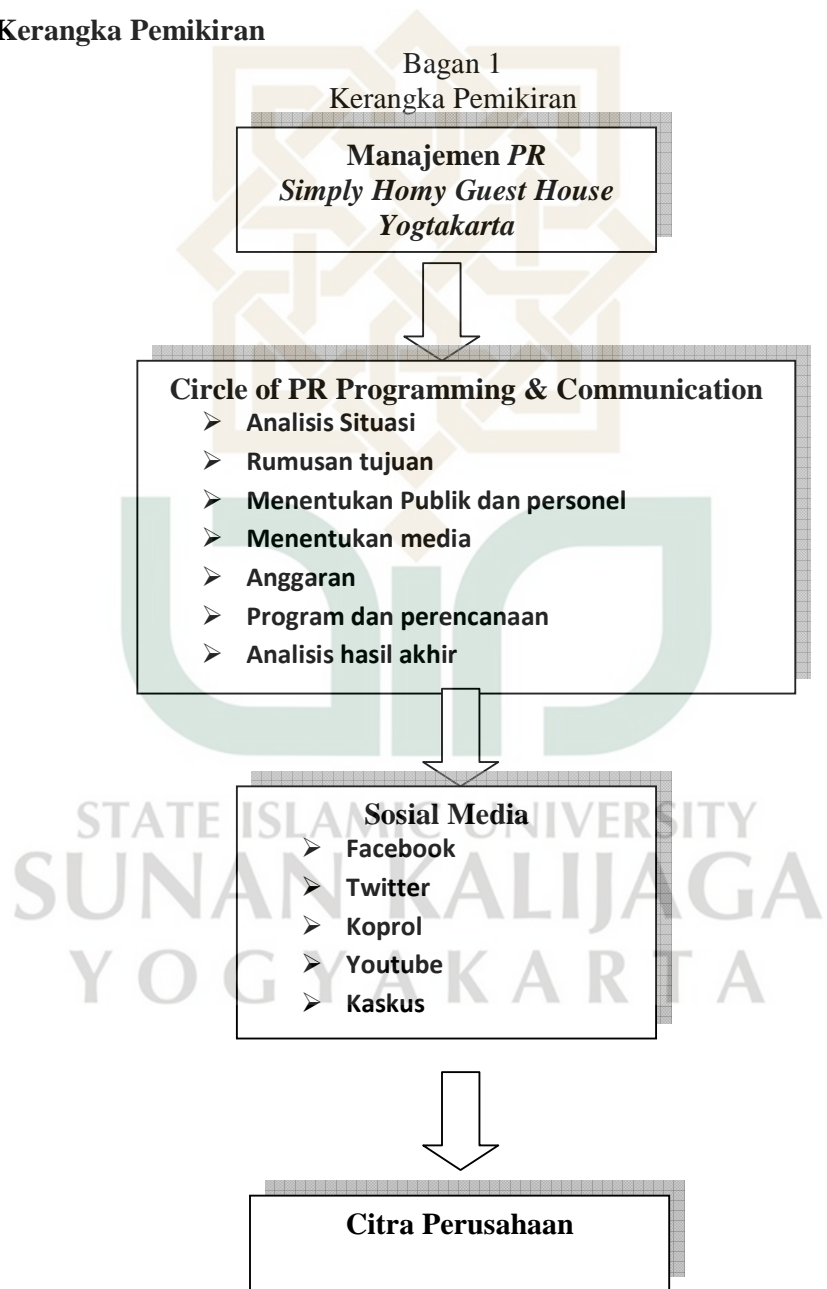 Kerangka Pemikiran
Bagan 1
Kerangka Pemikiran
Manajemen PR
Simply Homy Guest House
Yogtakarta
Circle of PR Programming & Communication
➢ Analisis Situasi
➢ Rumusan tujuan
➢ Menentukan Publik dan personel
➢ Menentukan media
➢ Anggaran
➢ Program dan perencanaan
➢ Analisis hasil akhir
Sosial Media
➢ Facebook
➢ Twitter
➢ Koprol
➢ Youtube
➢ Kaskus
STATE ISLAMIC UNIVERSITY
SUNAN KALIJAGA
YOGYAKARTA
Citra Perusahaan